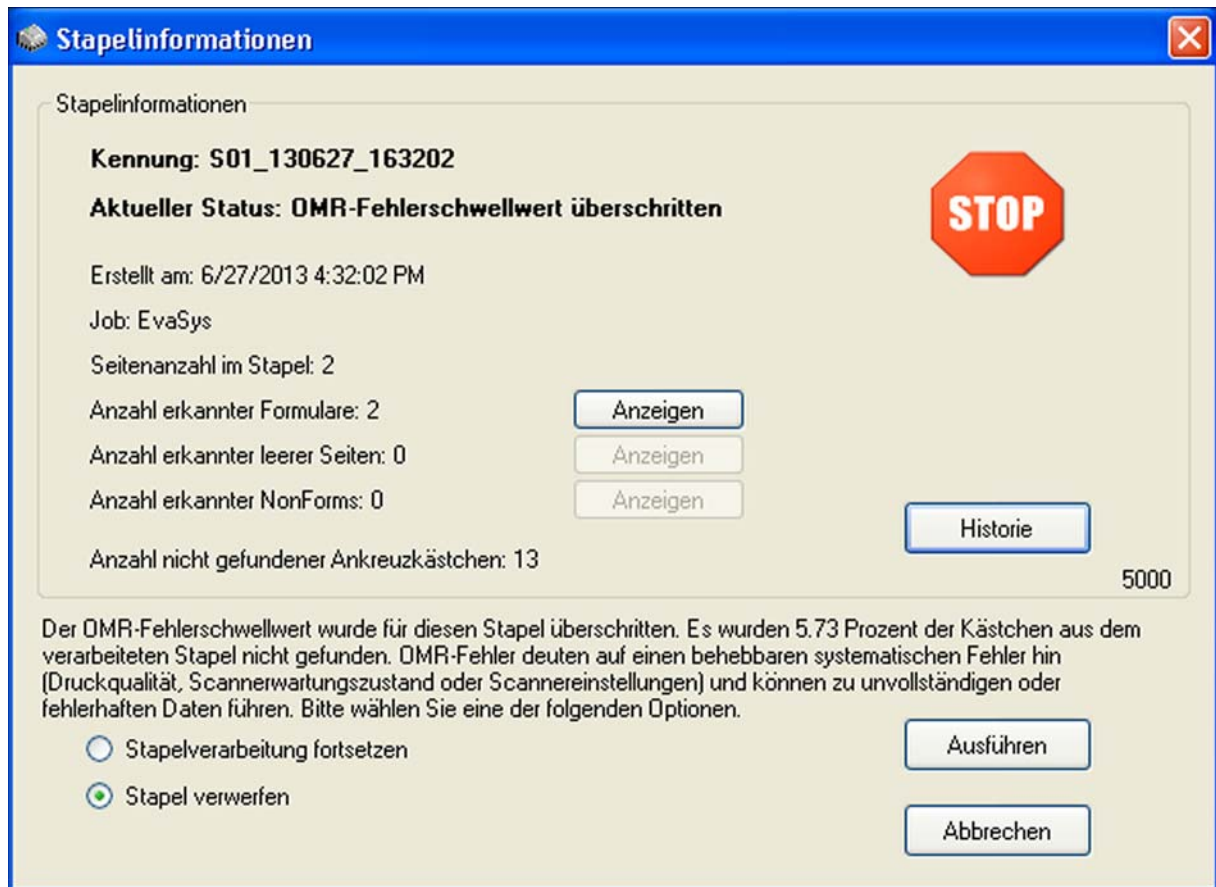 Stapelinformationen
Stapelinformationen
Kennung: S01_130627_163202
STOP
Aktueller Status: OMR-Fehlerschwellwert überschritten
Erstellt am: 6/27/2013 4:32:02 PM
Job: EvaSys
Seitenanzahl im Stapel: 2
Anzahl erkannter Formulare: 2 Anzeigen
Anzahl erkannter leerer Seiten: 0 Anzeigen
Anzahl erkannter NonForms: 0 Anzeigen
Historie
Anzahl nicht gefundener Ankreuzkästchen: 13
5000
Der OMR-Fehlerschwellwert wurde für diesen Stapel überschritten. Es wurden 5.73 Prozent der Kästchen aus dem
verarbeiteten Stapel nicht gefunden. OMR-Fehler deuten auf einen behebbaren systematischen Fehler hin
(Druckqualität, Scannerwartungszustand oder Scannereinstellungen) und können zu unvollständigen oder
fehlerhaften Daten führen. Bitte wählen Sie eine der folgenden Optionen.
Stapelverarbeitung fortsetzen
Ausführen
Stapel verwerfen
Abbrechen